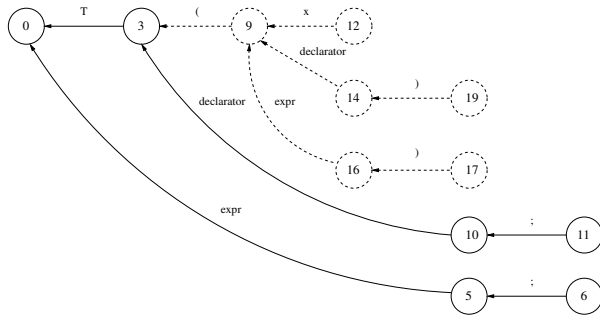 T ( x
0 3 9 12
declarator
14 ) 19
declarator expr
16 ) 17
expr
10 ; 11
5 ; 6